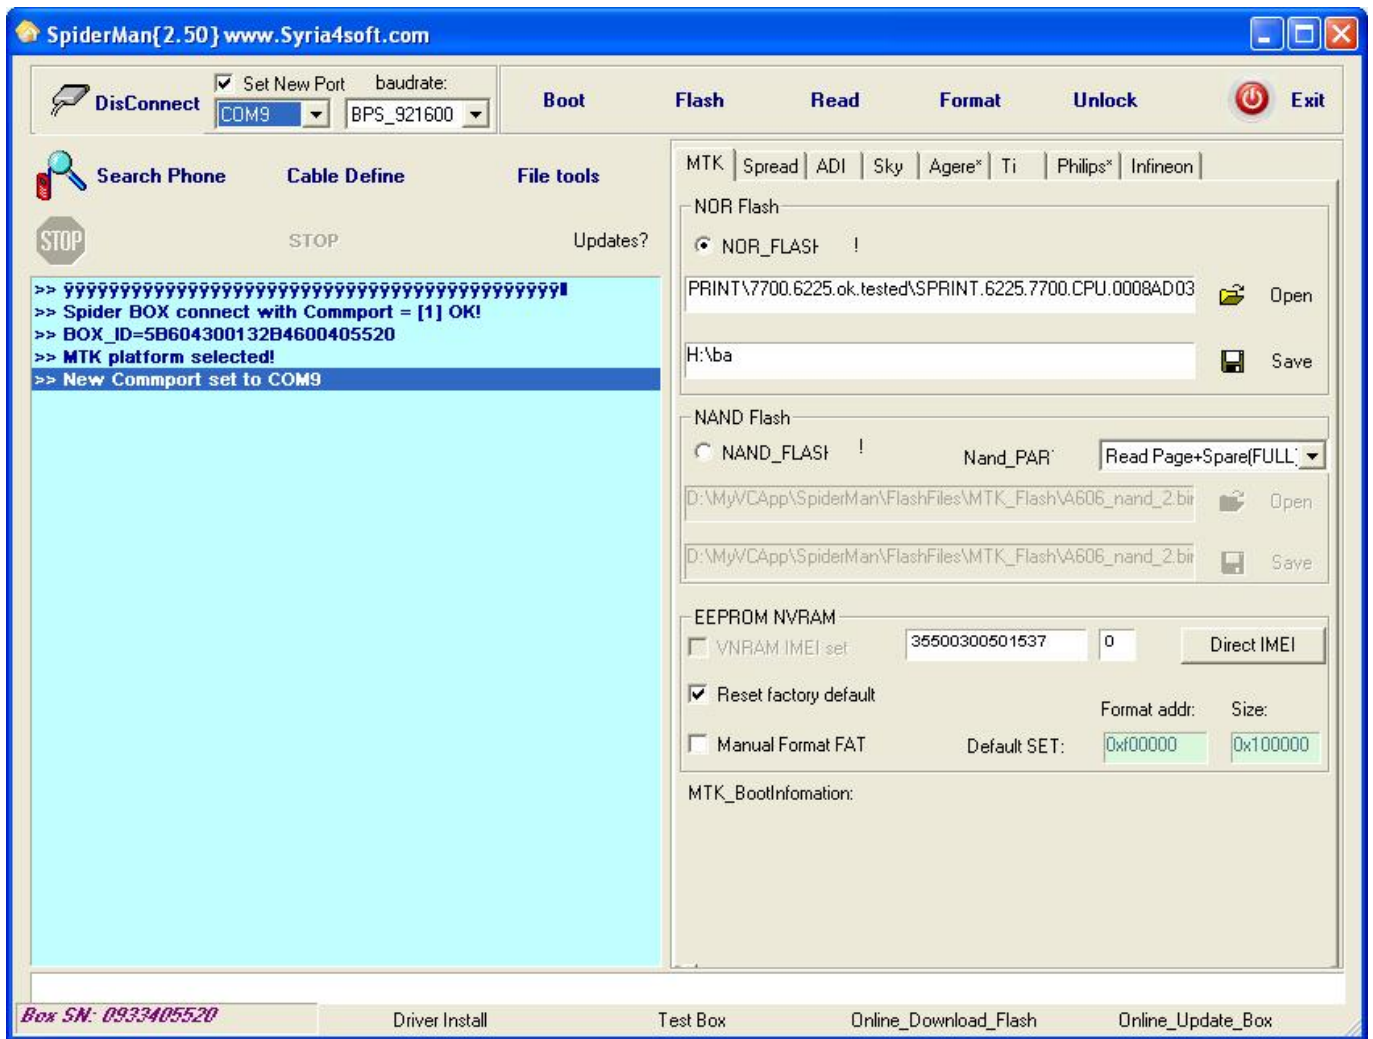 SpiderMan{2.50} www.Syria4soft.com
DisConnect
Set New Port
baudrate:
COM9
BPS_921600
Boot
Flash
Read
Format
Unlock
Exit
Search Phone
Cable Define
File tools
STOP
STOP
Updates?
>> ÿÿÿÿÿÿÿÿÿÿÿÿÿÿÿÿÿÿÿÿÿÿÿÿÿÿÿÿÿÿÿÿÿÿÿÿÿÿÿÿÿÿÿÿÿÿ
>> Spider BOX connect with Commport = [1] OK!
>> BOX_ID=5B604300132B4600405520
>> MTK platform selected!
>> New Commport set to COM9
MTK
Spread
ADI
Sky
Agere*
Ti
Philips*
Infineon
NOR Flash
NOR_FLASH !
PRINT\7700.6225.ok.tested\SPRINT.6225.7700.CPU.0008AD03
Open
H:\ba
Save
NAND Flash
NAND_FLASH !
Nand_PAR
Read Page+Spare(FULL)
D:\MyVCApp\SpiderMan\FlashFiles\MTK_Flash\A606_nand_2.bin
Open
D:\MyVCApp\SpiderMan\FlashFiles\MTK_Flash\A606_nand_2.bin
Save
EEPROM NVRAM
VNRAM IMEI set
35500300501537
0
Direct IMEI
Reset factory default
Format addr:
Size:
Manual Format FAT
Default SET:
0xf00000
0x100000
MTK_BootInfomation:
Box SN: 0933405520
Driver Install
Test Box
Online_Download_Flash
Online_Update_Box